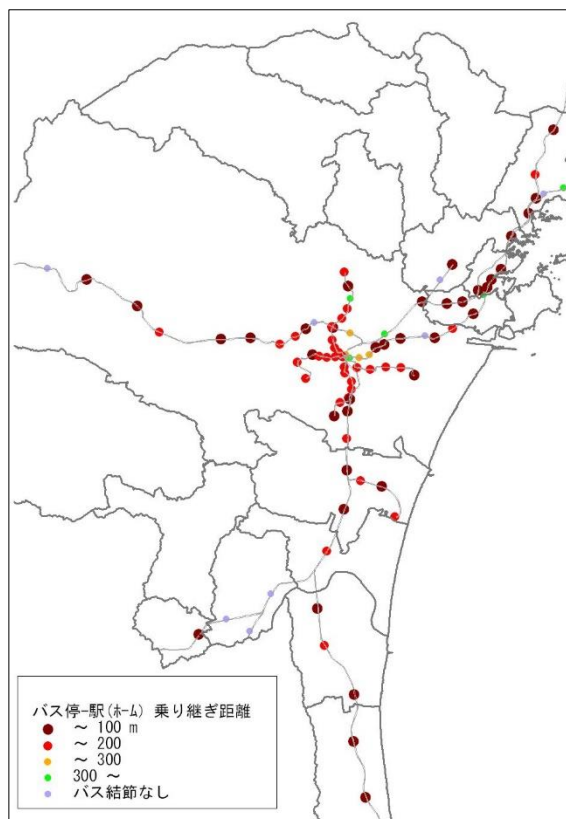 バス停-駅(ホーム) 乗り継ぎ距離
～ 100 m
～ 200
～ 300
300 ～
バス結節なし